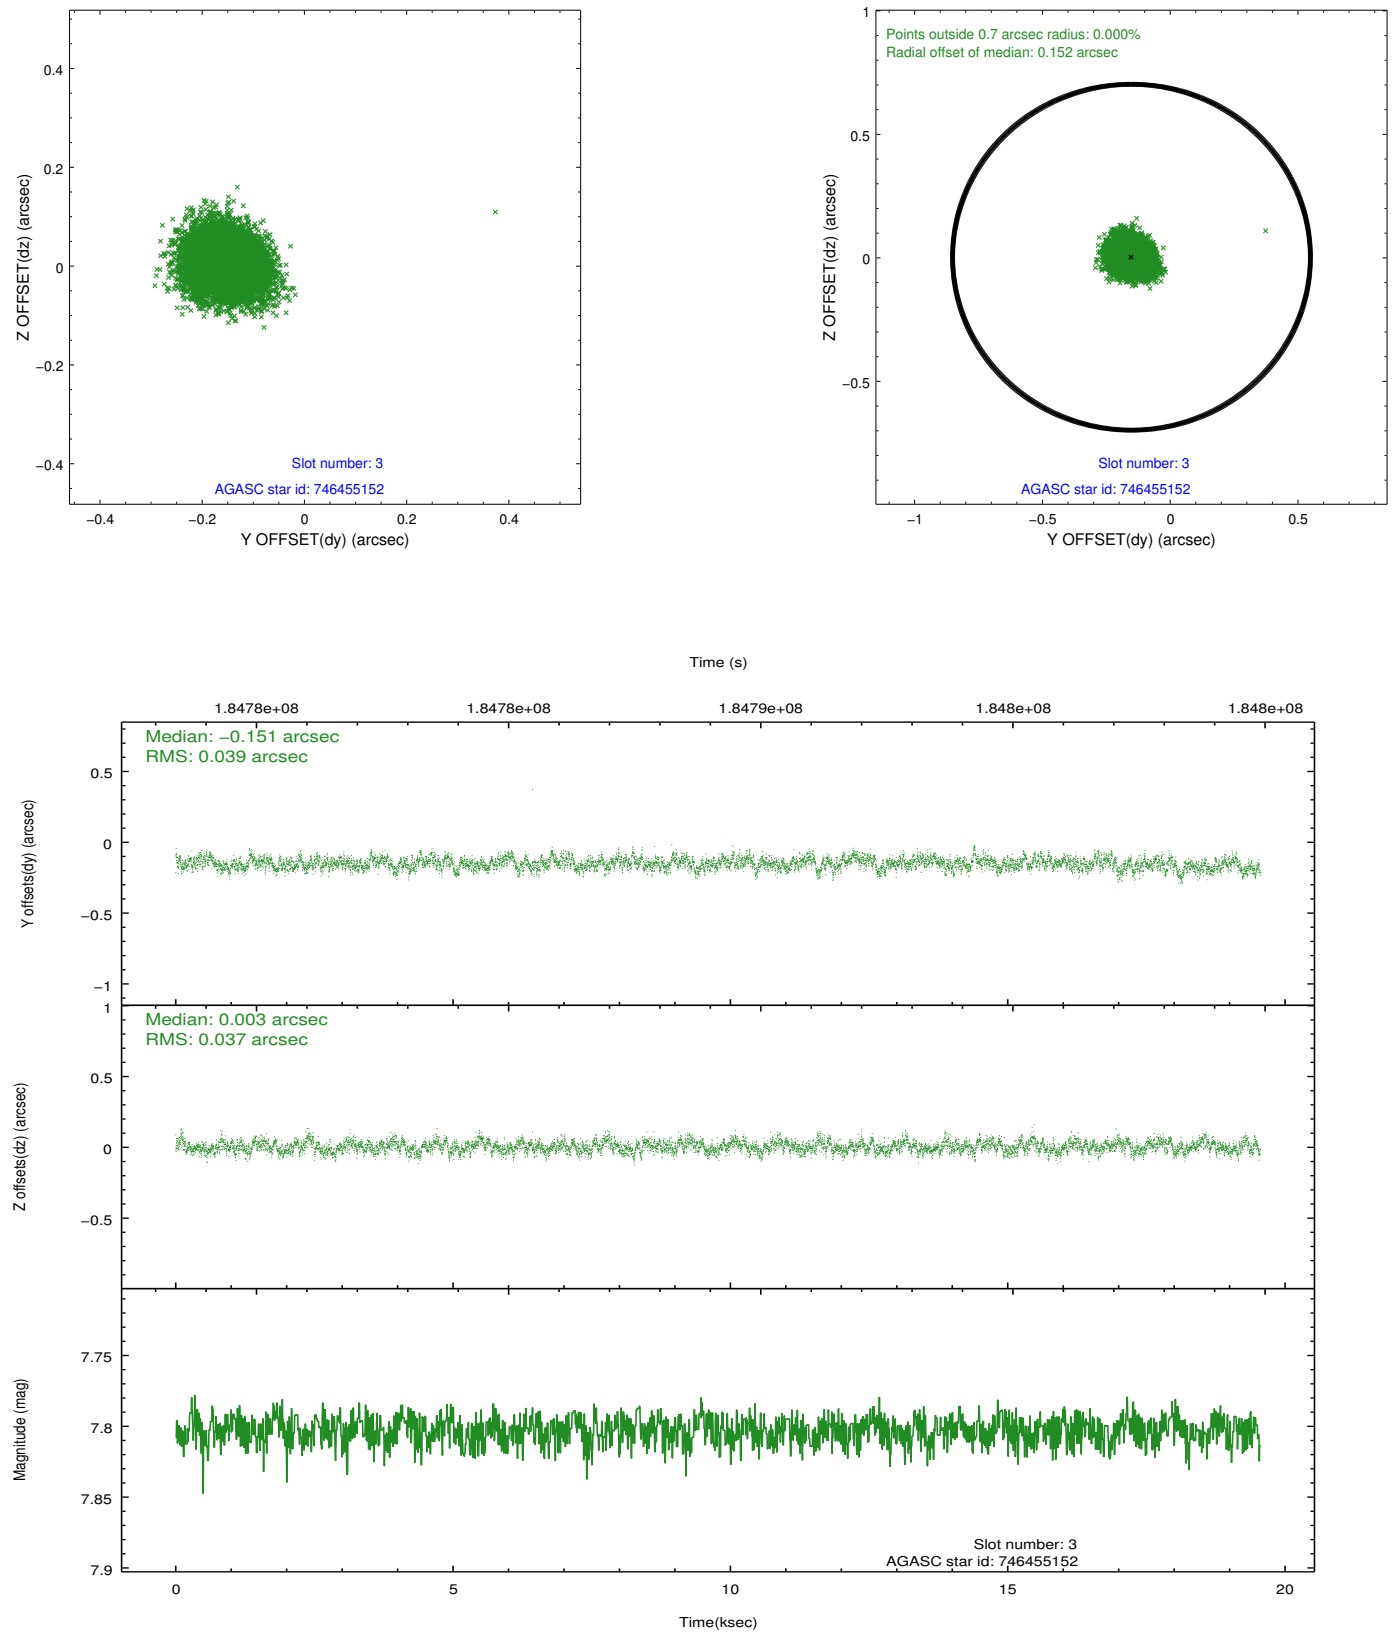 0.4
0.2
0
−0.2
−0.4
Z OFFSET(dz) (arcsec)
Slot number: 3
AGASC star id: 746455152
−0.4 −0.2 0 0.2 0.4
Y OFFSET(dy) (arcsec)
1
0.5
0
−0.5
Z OFFSET(dz) (arcsec)
Points outside 0.7 arcsec radius: 0.000%
Radial offset of median: 0.152 arcsec
Slot number: 3
AGASC star id: 746455152
−1 −0.5 0 0.5
Y OFFSET(dy) (arcsec)
Time (s)
1.8478e+08 1.8478e+08 1.8479e+08 1.848e+08 1.848e+08
Median: −0.151 arcsec
RMS: 0.039 arcsec
0.5
0
−0.5
−1
Y offsets(dy) (arcsec)
Median: 0.003 arcsec
RMS: 0.037 arcsec
1
0.5
0
−0.5
Z offsets(dz) (arcsec)
7.75
7.8
7.85
7.9
Magnitude (mag)
Slot number: 3
AGASC star id: 746455152
0 5 10 15 20
Time(ksec)